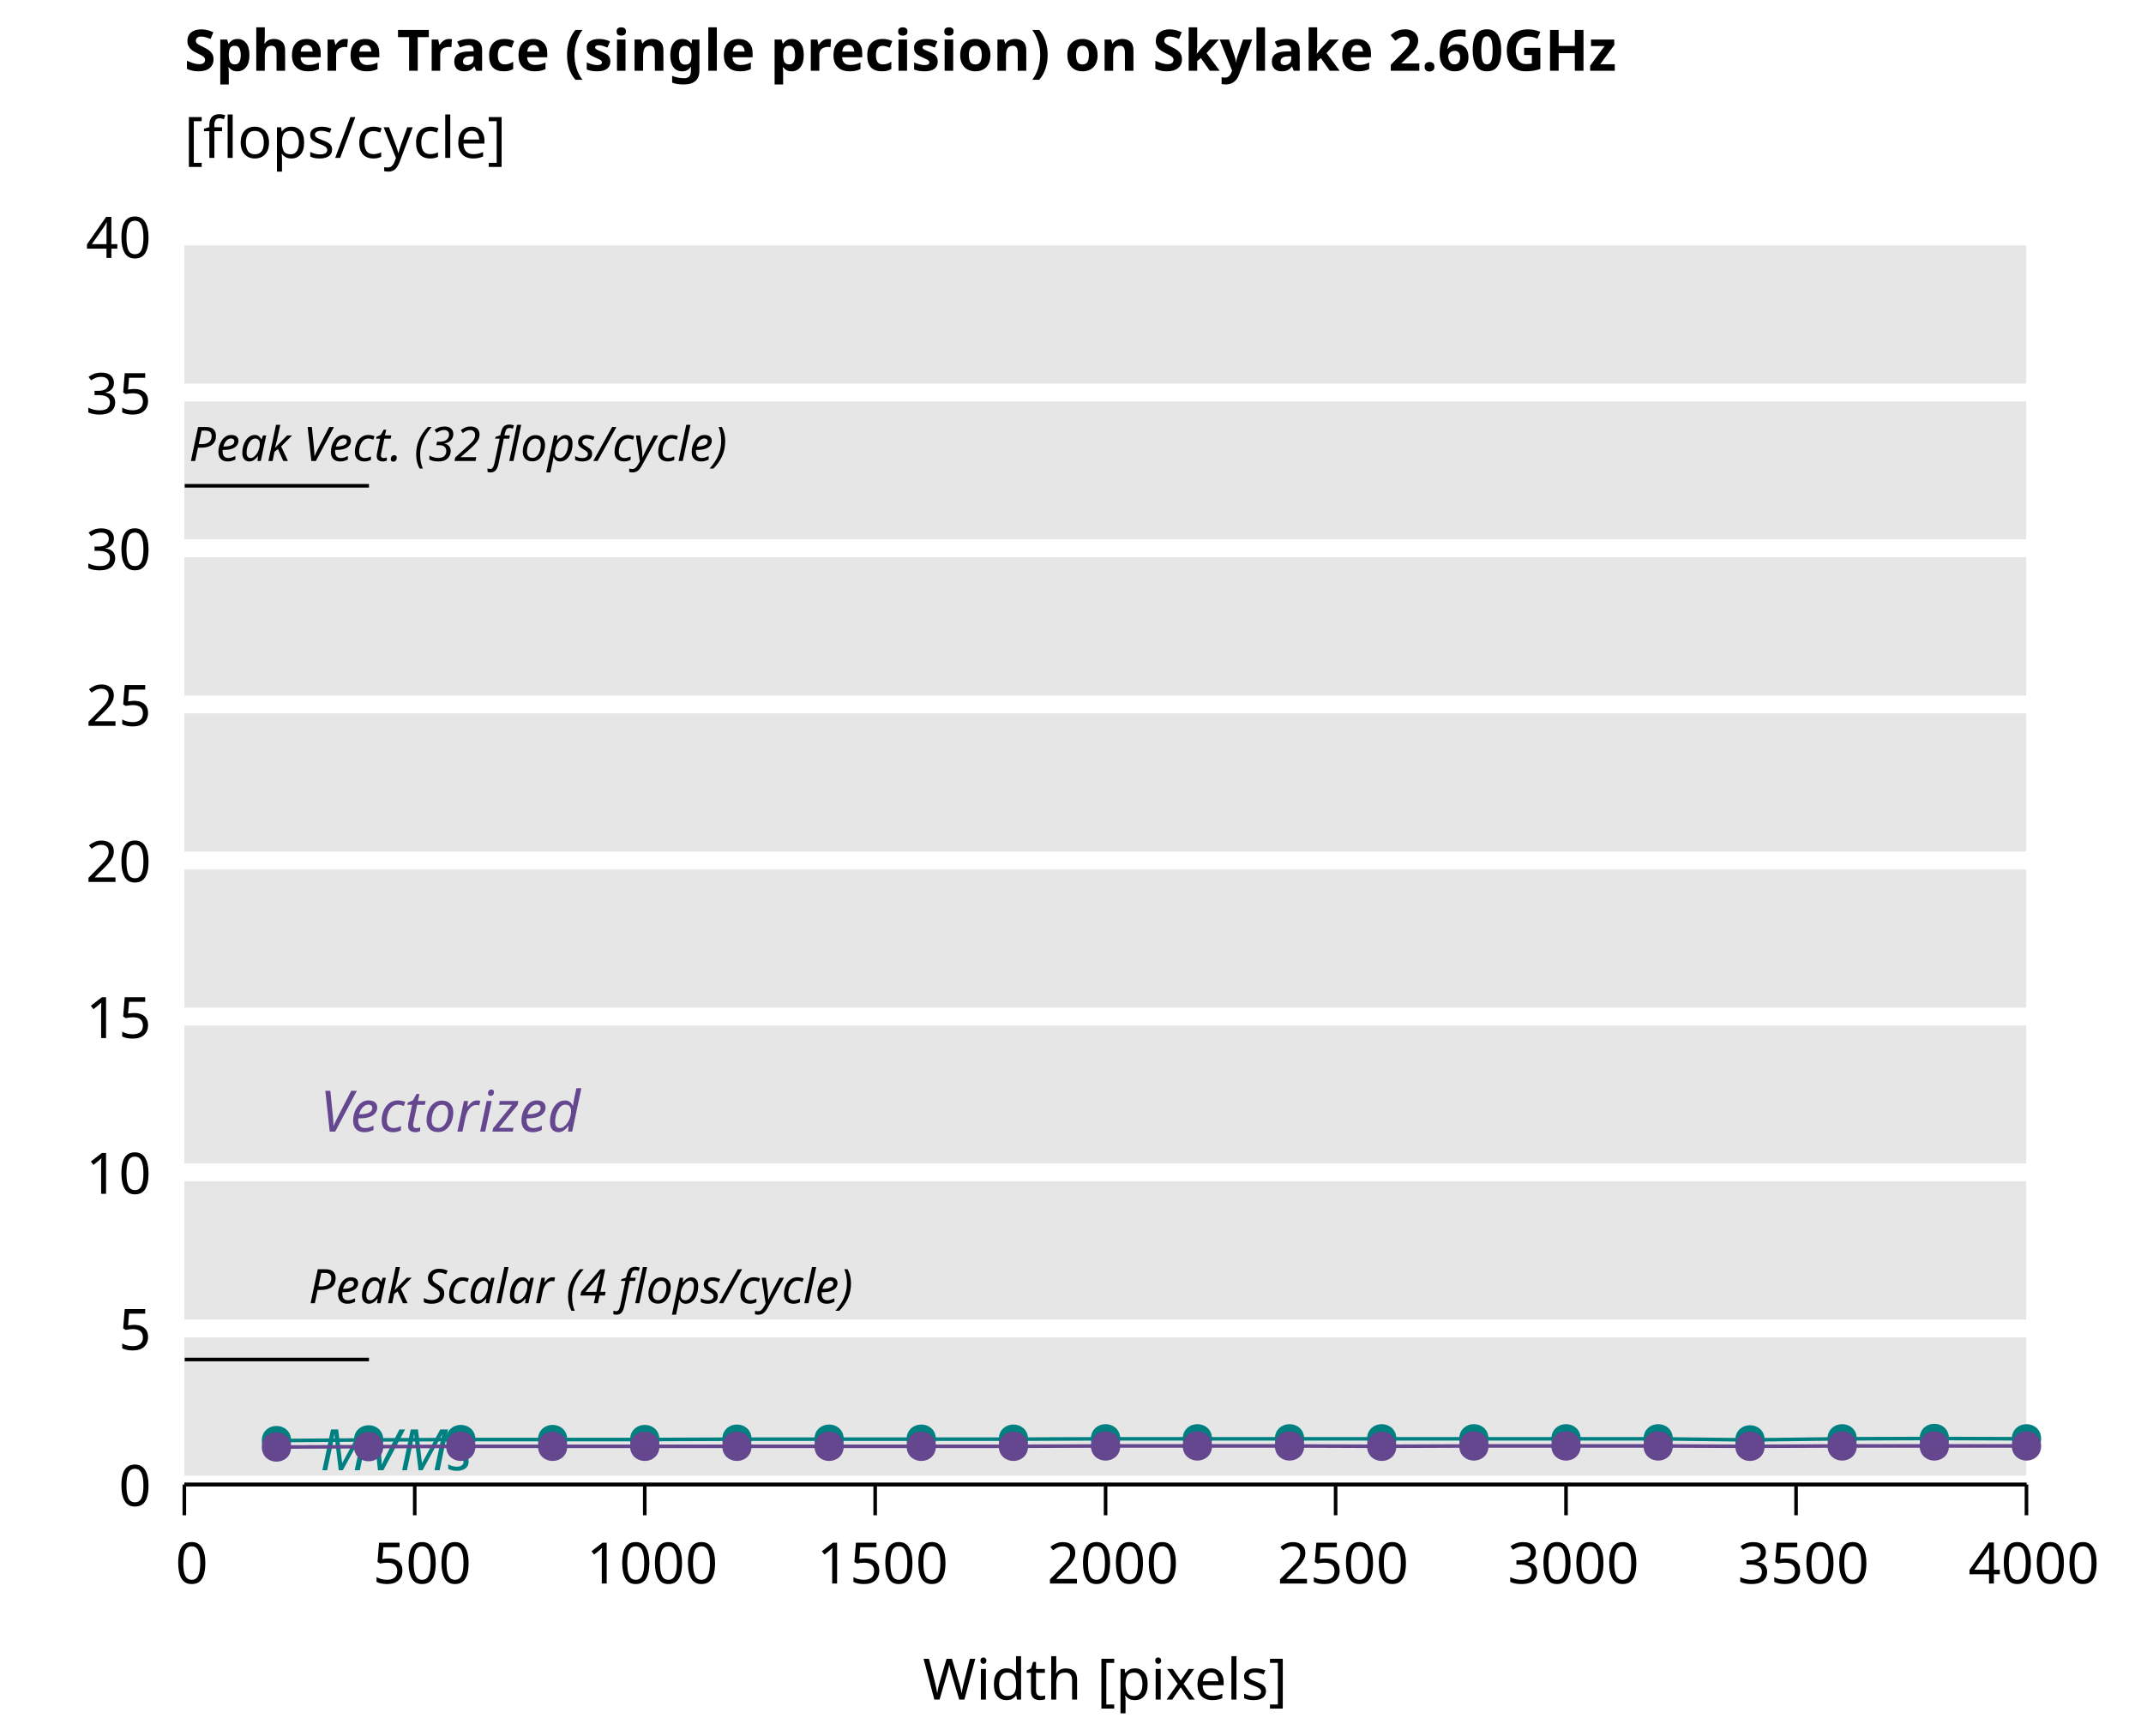 Sphere Trace (single precision) on Skylake 2.60GHz
[flops/cycle]
40
35
Peak Vect. (32 flops/cycle)
30
25
20
15
Vectorized
10
Peak Scalar (4 flops/cycle)
5
0
0 500 1000 1500 2000 2500 3000 3500 4000
Width [pixels]